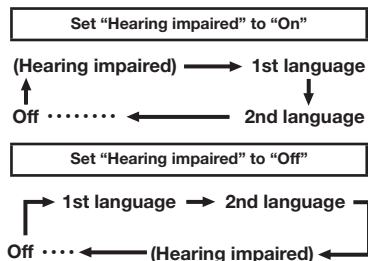 Set “Hearing impaired” to “On”
(Hearing impaired) 1st language
Off ········ 2nd language
Set “Hearing impaired” to “Off”
1st language 2nd language
Off ···· (Hearing impaired)